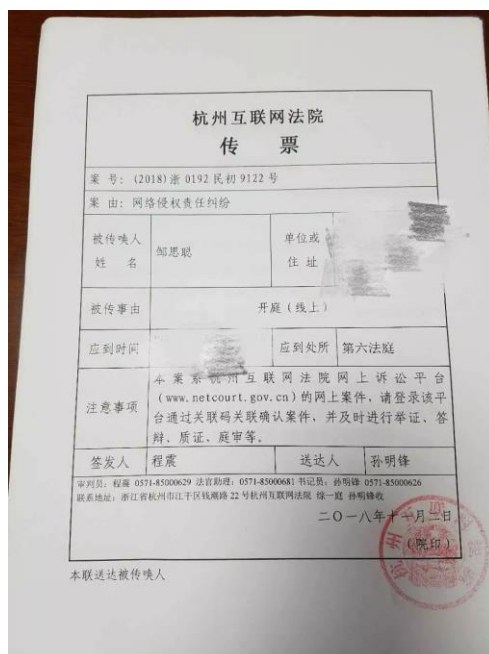 杭州互联网法院
传 票
案 号：(2018)浙 0192 民初 9122 号
案 由：网络侵权责任纠纷
被传唤人
姓 名
邹思聪
单位或
住 址
被传事由
开庭（线上）
应到时间
应到处所
第六法庭
注意事项
本案系杭州互联网法院网上诉讼平台
(www.netcourt.gov.cn)的网上案件，请登录该平
台通过关联码关联确认案件，并及时进行举证、答
辩、质证、庭审等。
签发人
程震
送达人
孙明锋
审判员：程震 0571-85000629 法官助理：0571-85000681 书记员：孙明锋 0571-85000626
联系地址：浙江省杭州市江干区钱潮路 22 号杭州互联网法院 综一庭 孙明锋收
二〇一八年十一月二日
（院印）
本联送达被传唤人